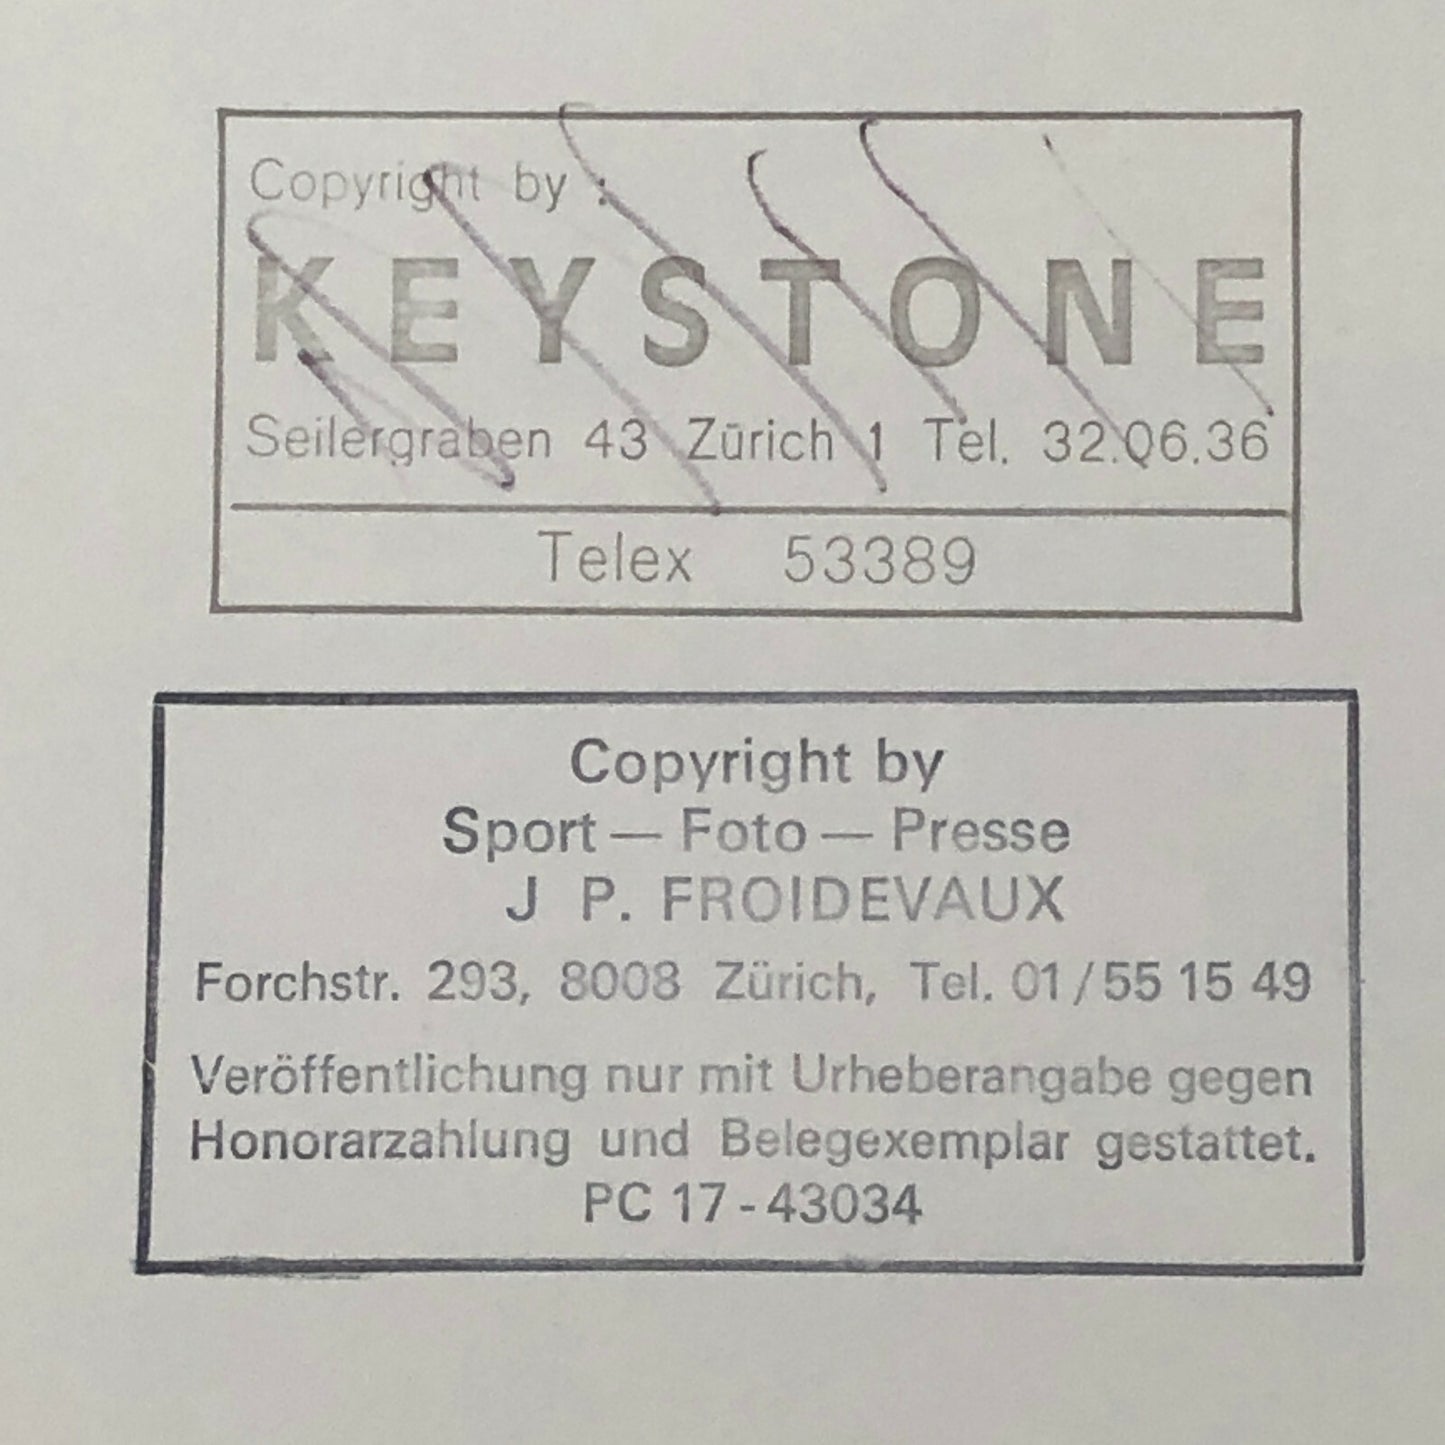 Copyright by :
KEYSTONE
Seilergraben 43 Zürich 1 Tel. 32.06.36
Telex 53389
Copyright by
Sport — Foto — Presse
J P. FROIDEVAUX
Forchstr. 293, 8008 Zürich, Tel. 01/55 15 49
Veröffentlichung nur mit Urheberangabe gegen
Honorarzahlung und Belegexemplar gestattet.
PC 17-43034